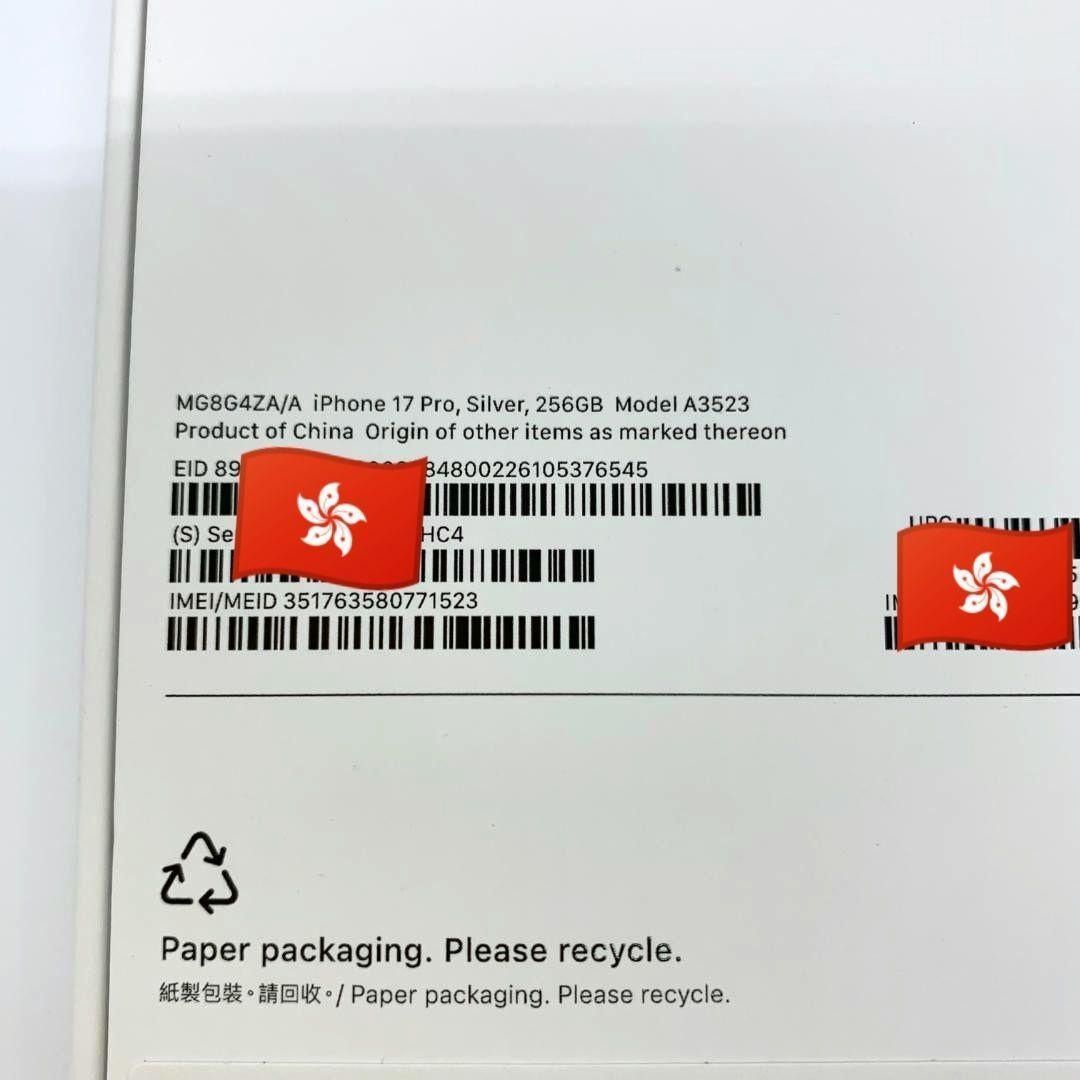 MG8G4ZA/A iPhone 17 Pro, Silver, 256GB Model A3523
Product of China Origin of other items as marked thereon
EID 89 84800226105376545
(S) Se HC4
UPC
IMEI/MEID 351763580771523
Paper packaging. Please recycle.
紙製包裝。請回收。/ Paper packaging. Please recycle.